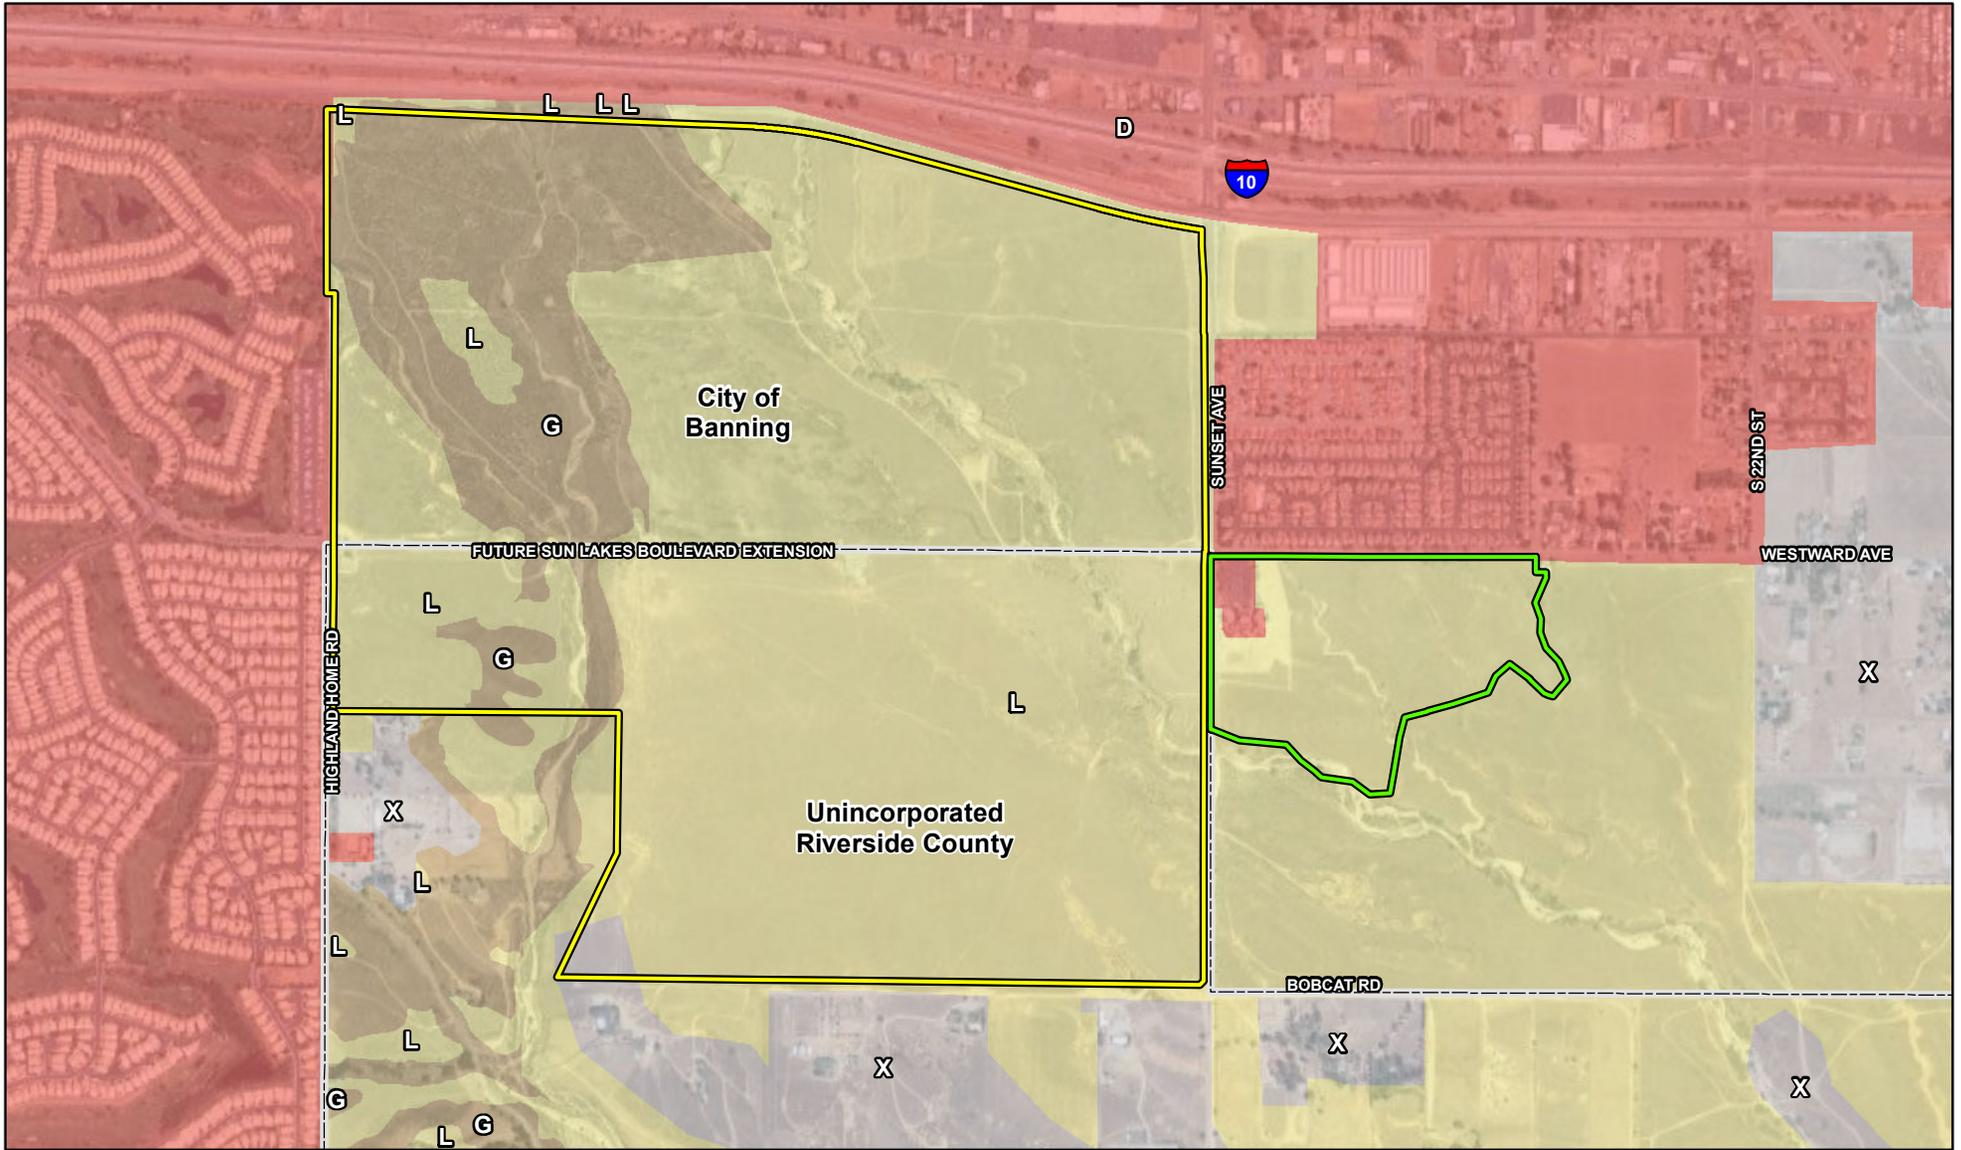 L
L
L
L
D
10
L
City of
Banning
G
SUNSET AVE
S 22ND ST
FUTURE SUN LAKES BOULEVARD EXTENSION
WESTWARD AVE
L
G
HIGHLAND HOME RD
L
X
X
Unincorporated
Riverside County
L
L
BOBCAT RD
L
X
X
X
G
L
G